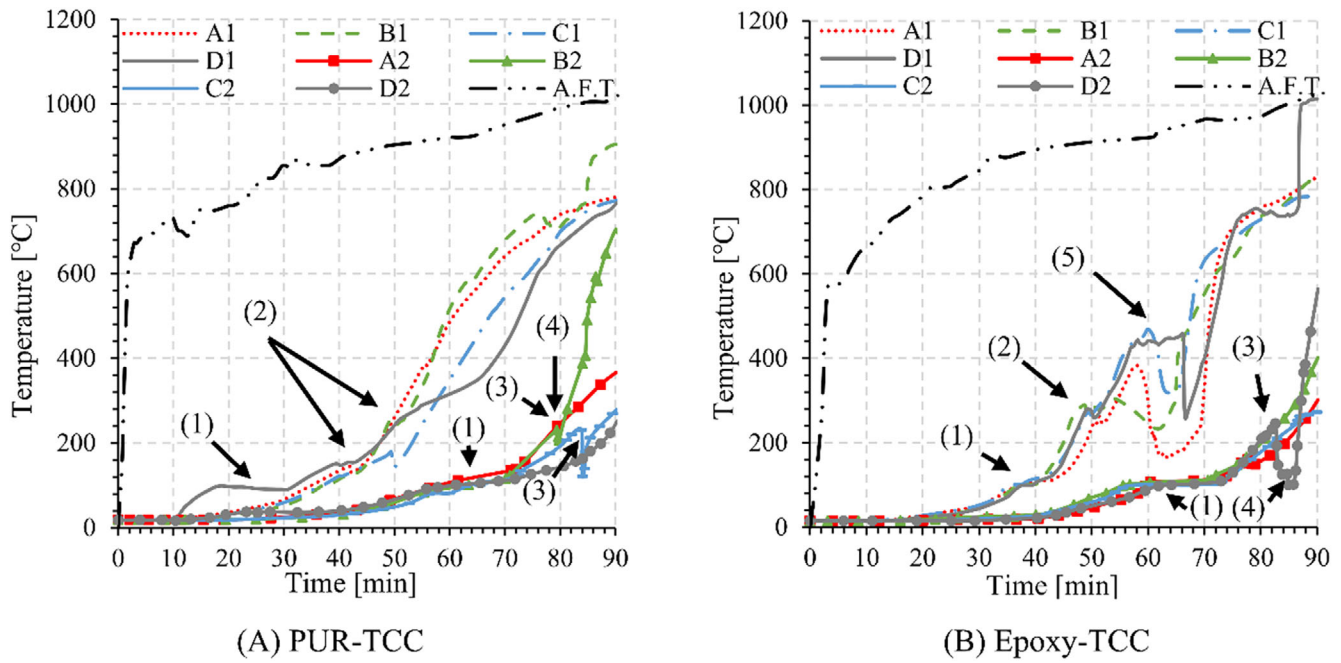 1200
1000
800
600
400
200
0
Temperature [°C]
A1 B1 C1
D1 A2 B2
C2 D2 A.F.T.
(1)
(2)
(3)
(4)
(1)
(3)
0 10 20 30 40 50 60 70 80 90
Time [min]
(A) PUR-TCC
1200
1000
800
600
400
200
0
Temperature [°C]
A1 B1 C1
D1 A2 B2
C2 D2 A.F.T.
(5)
(2)
(3)
(1)
(1)
(4)
0 10 20 30 40 50 60 70 80 90
Time [min]
(B) Epoxy-TCC